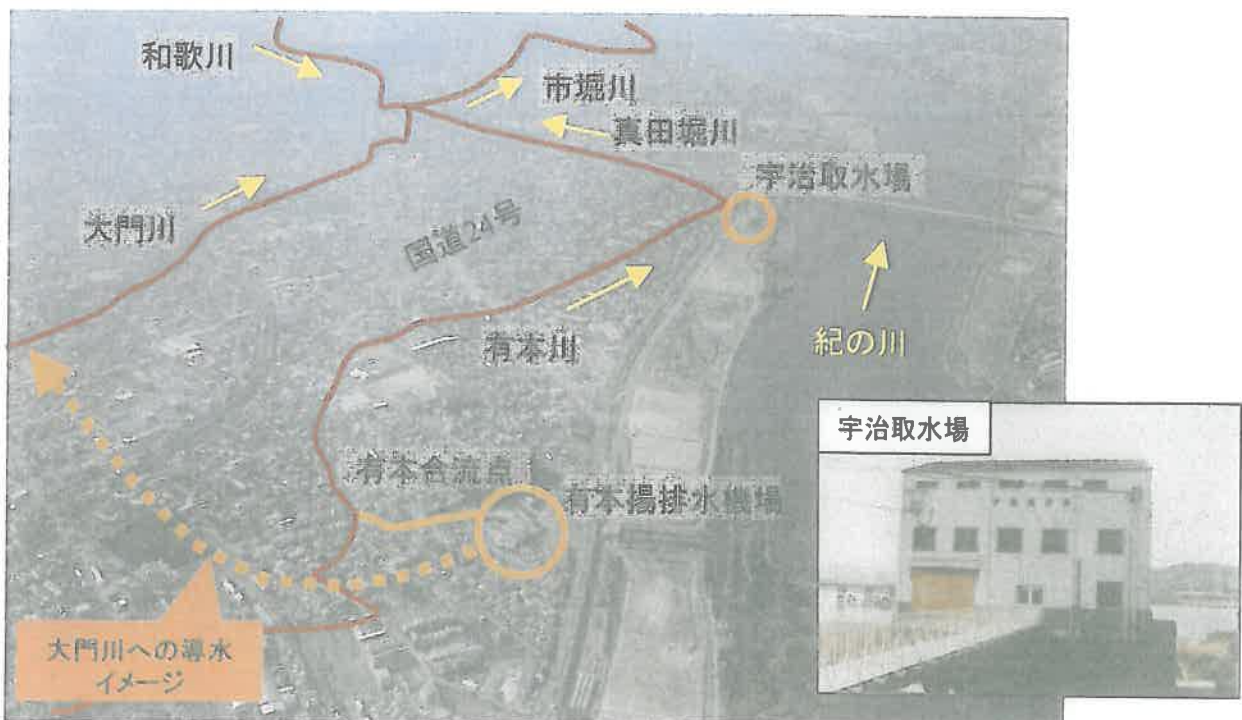 和歌川
市堀川
真田堀川
宇治取水場
大門川
国道24号
有本川
紀の川
宇治取水場
有本合流点
有本揚排水機場
大門川への導水
イメージ